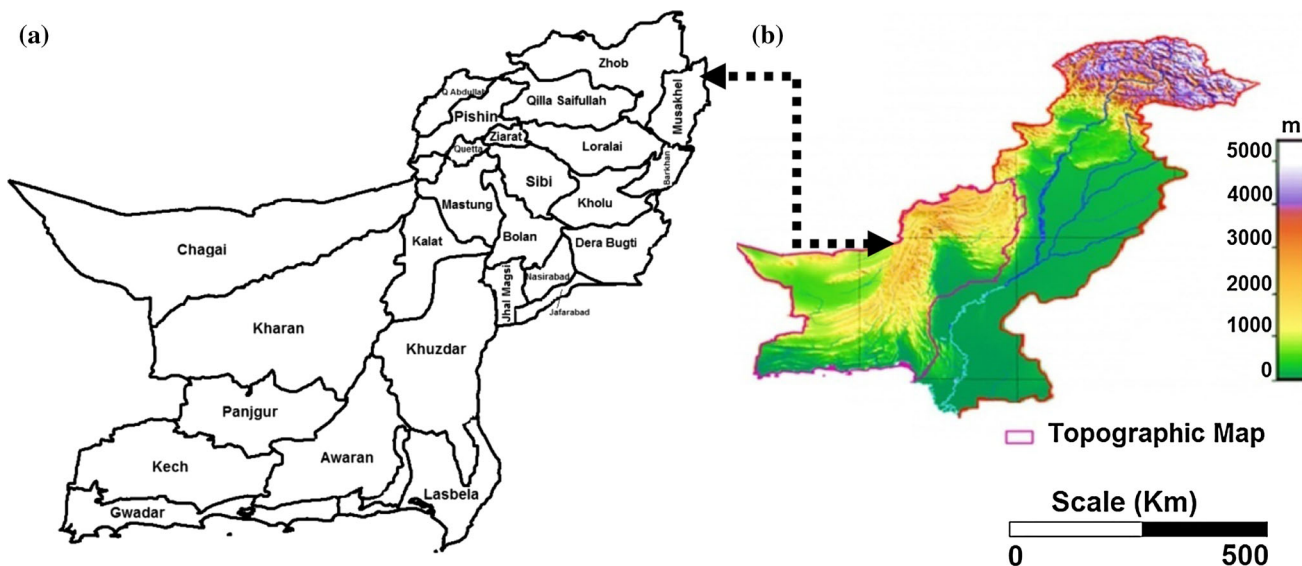 (a)
Zhob
Q Abdullah
Qilla Saifullah
Musakhel
Pishin
Ziarat
Loralai
Quetta
Barkhan
Sibi
Mastung
Kholu
Kalat
Bolan
Dera Bugti
Chagai
Nasirabad
Jhal Magsi
Jafarabad
Kharan
Khuzdar
Panjgur
Awaran
Kech
Lasbela
Gwadar
(b)
m
5000
4000
3000
2000
1000
0
Topographic Map
Scale (Km)
0 500